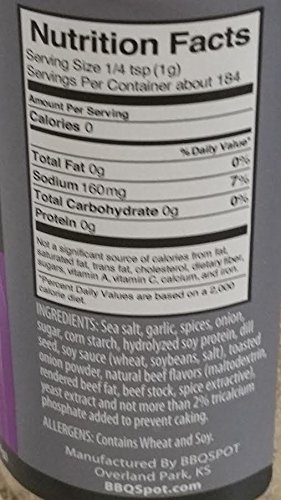 Nutrition Facts
Serving Size 1/4 tsp (1g)
Servings Per Container about 184
Amount Per Serving
Calories 0
% Daily Value*
Total Fat 0g 0%
Sodium 160mg 7%
Total Carbohydrate 0g 0%
Protein 0g
Not a significant source of calories from fat,
saturated fat, trans fat, cholesterol, dietary fiber,
sugars, vitamin A, vitamin C, calcium, and iron.
*Percent Daily Values are based on a 2,000
calorie diet.
INGREDIENTS: Sea salt, garlic, spices, onion,
sugar, corn starch, hydrolyzed soy protein, dill
seed, soy sauce (wheat, soybeans, salt), toasted
onion powder, natural beef flavors (maltodextrin,
rendered beef fat, beef stock, spice extractive),
yeast extract and not more than 2% tricalcium
phosphate added to prevent caking.
ALLERGENS: Contains Wheat and Soy.
Manufactured By BBQSPOT
Overland Park, KS
BBQSpot.com